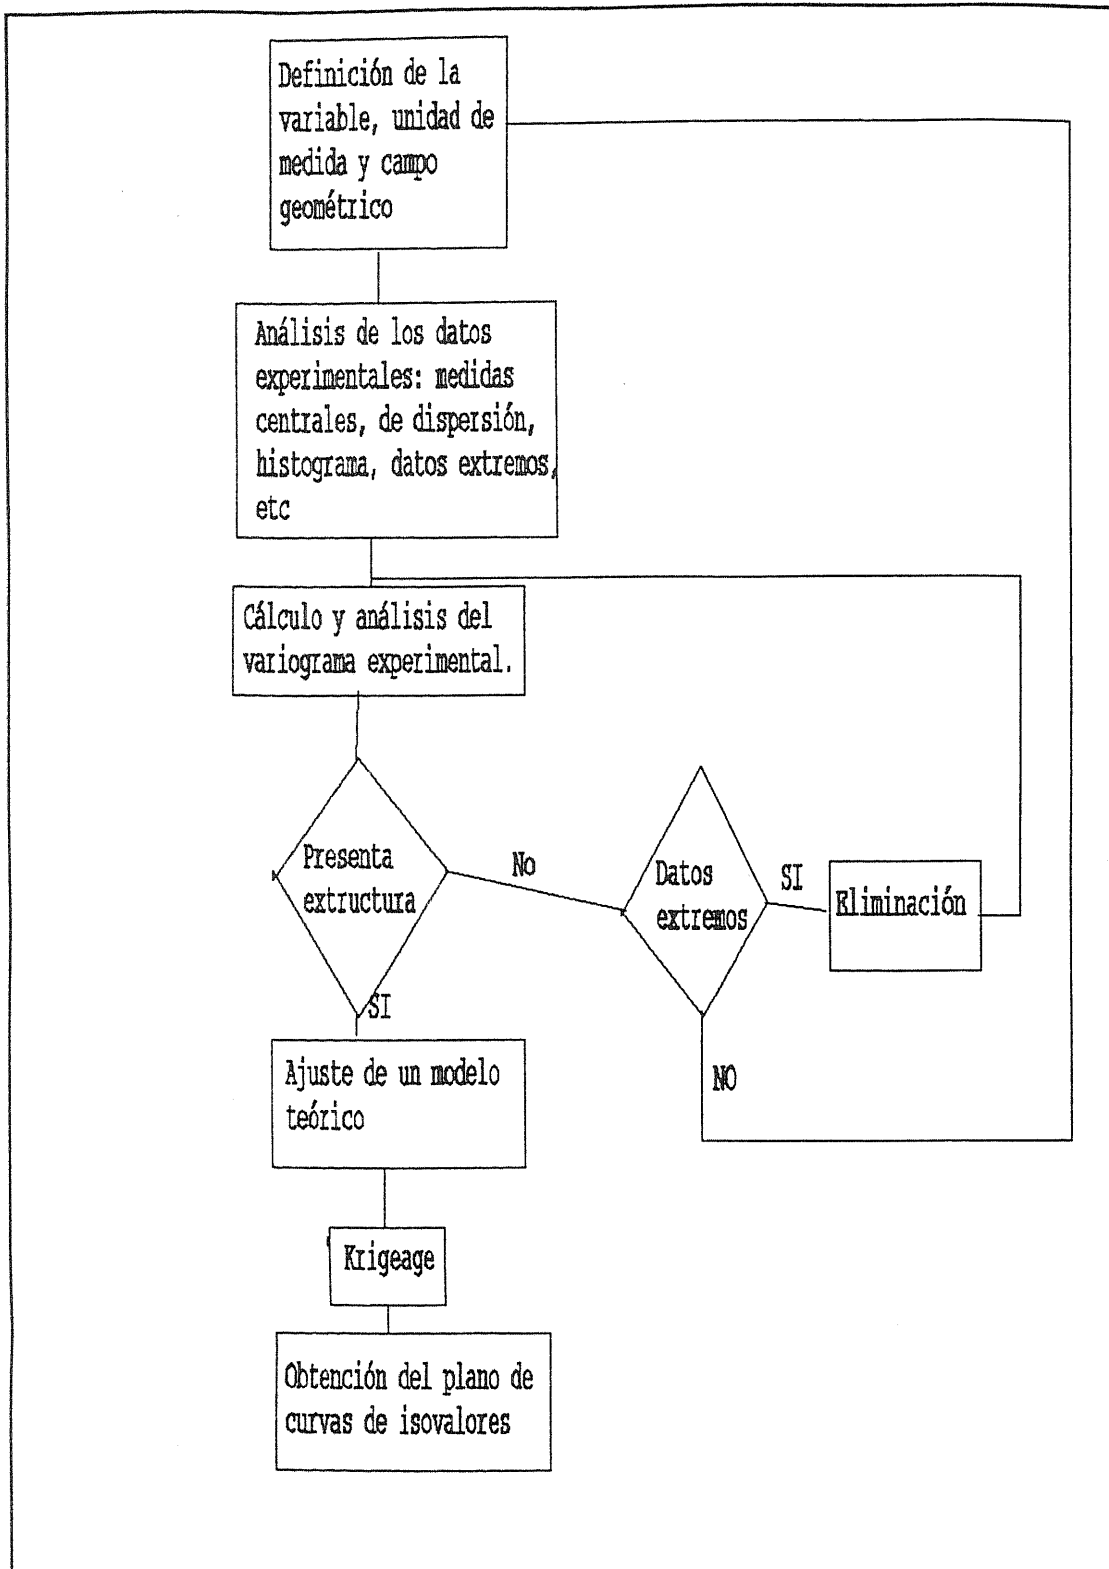 Definición de la
variable, unidad de
medida y campo
geométrico
Análisis de los datos
experimentales: medidas
centrales, de dispersión,
histograma, datos extremos,
etc
Cálculo y análisis del
variograma experimental.
Presenta
extructura
No
Datos
extremos
SI
Eliminación
SI
NO
Ajuste de un modelo
teórico
Krigeage
Obtención del plano de
curvas de isovalores